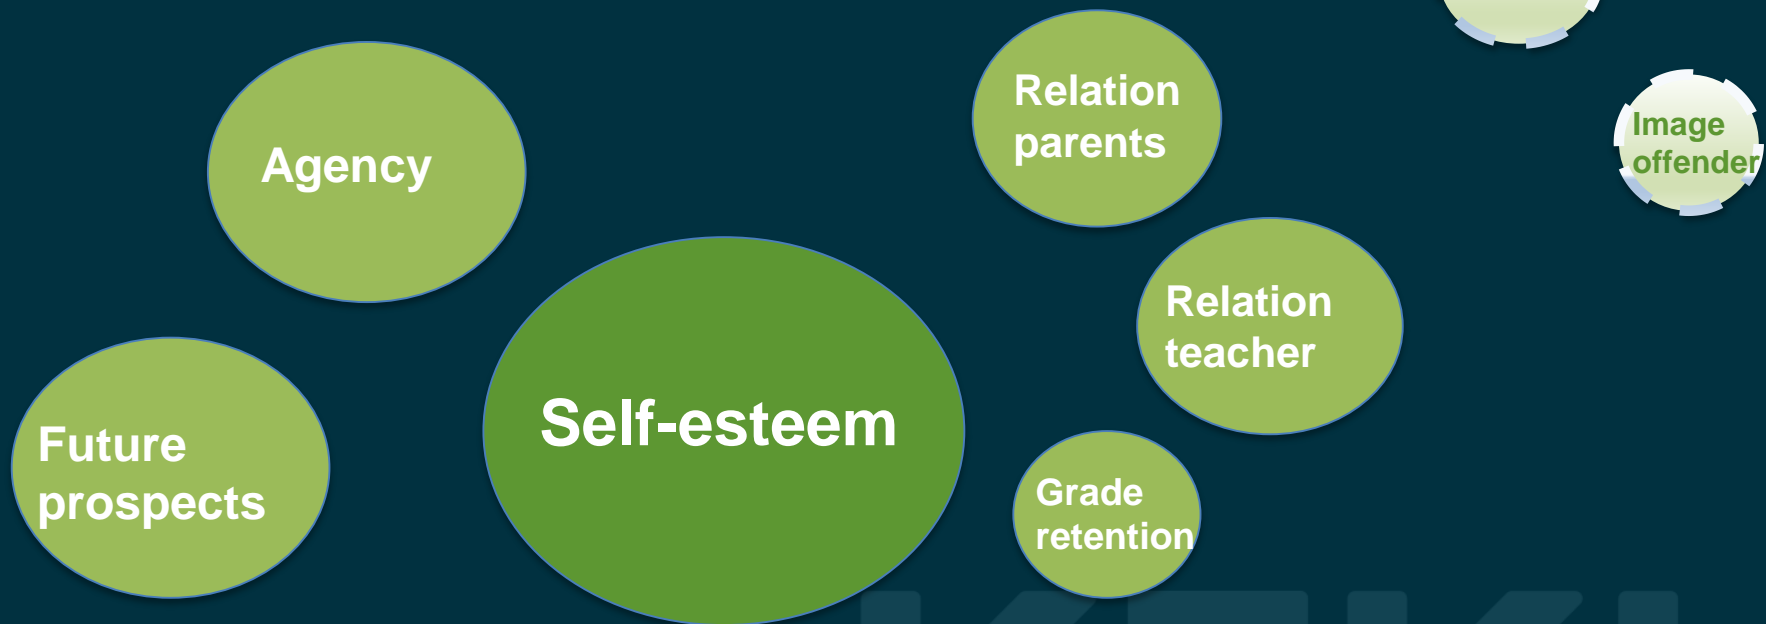 Agency
Relation
parents
Image
offender
Relation
teacher
Self-esteem
Future
prospects
Grade
retention